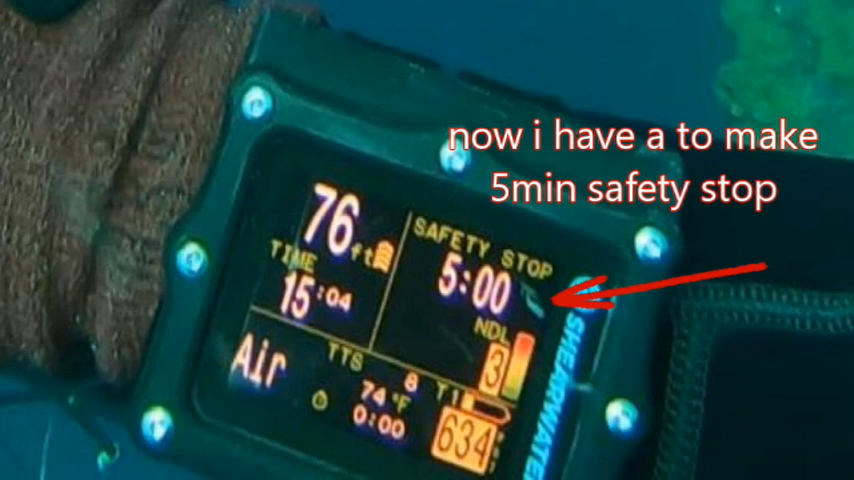 now i have a to make
5min safety stop
76 ft
SAFETY STOP
5:00
TIME
15:04
NDL
3
Air
TTS
8
74 °F
0:00
T1
634
SHEARWATER